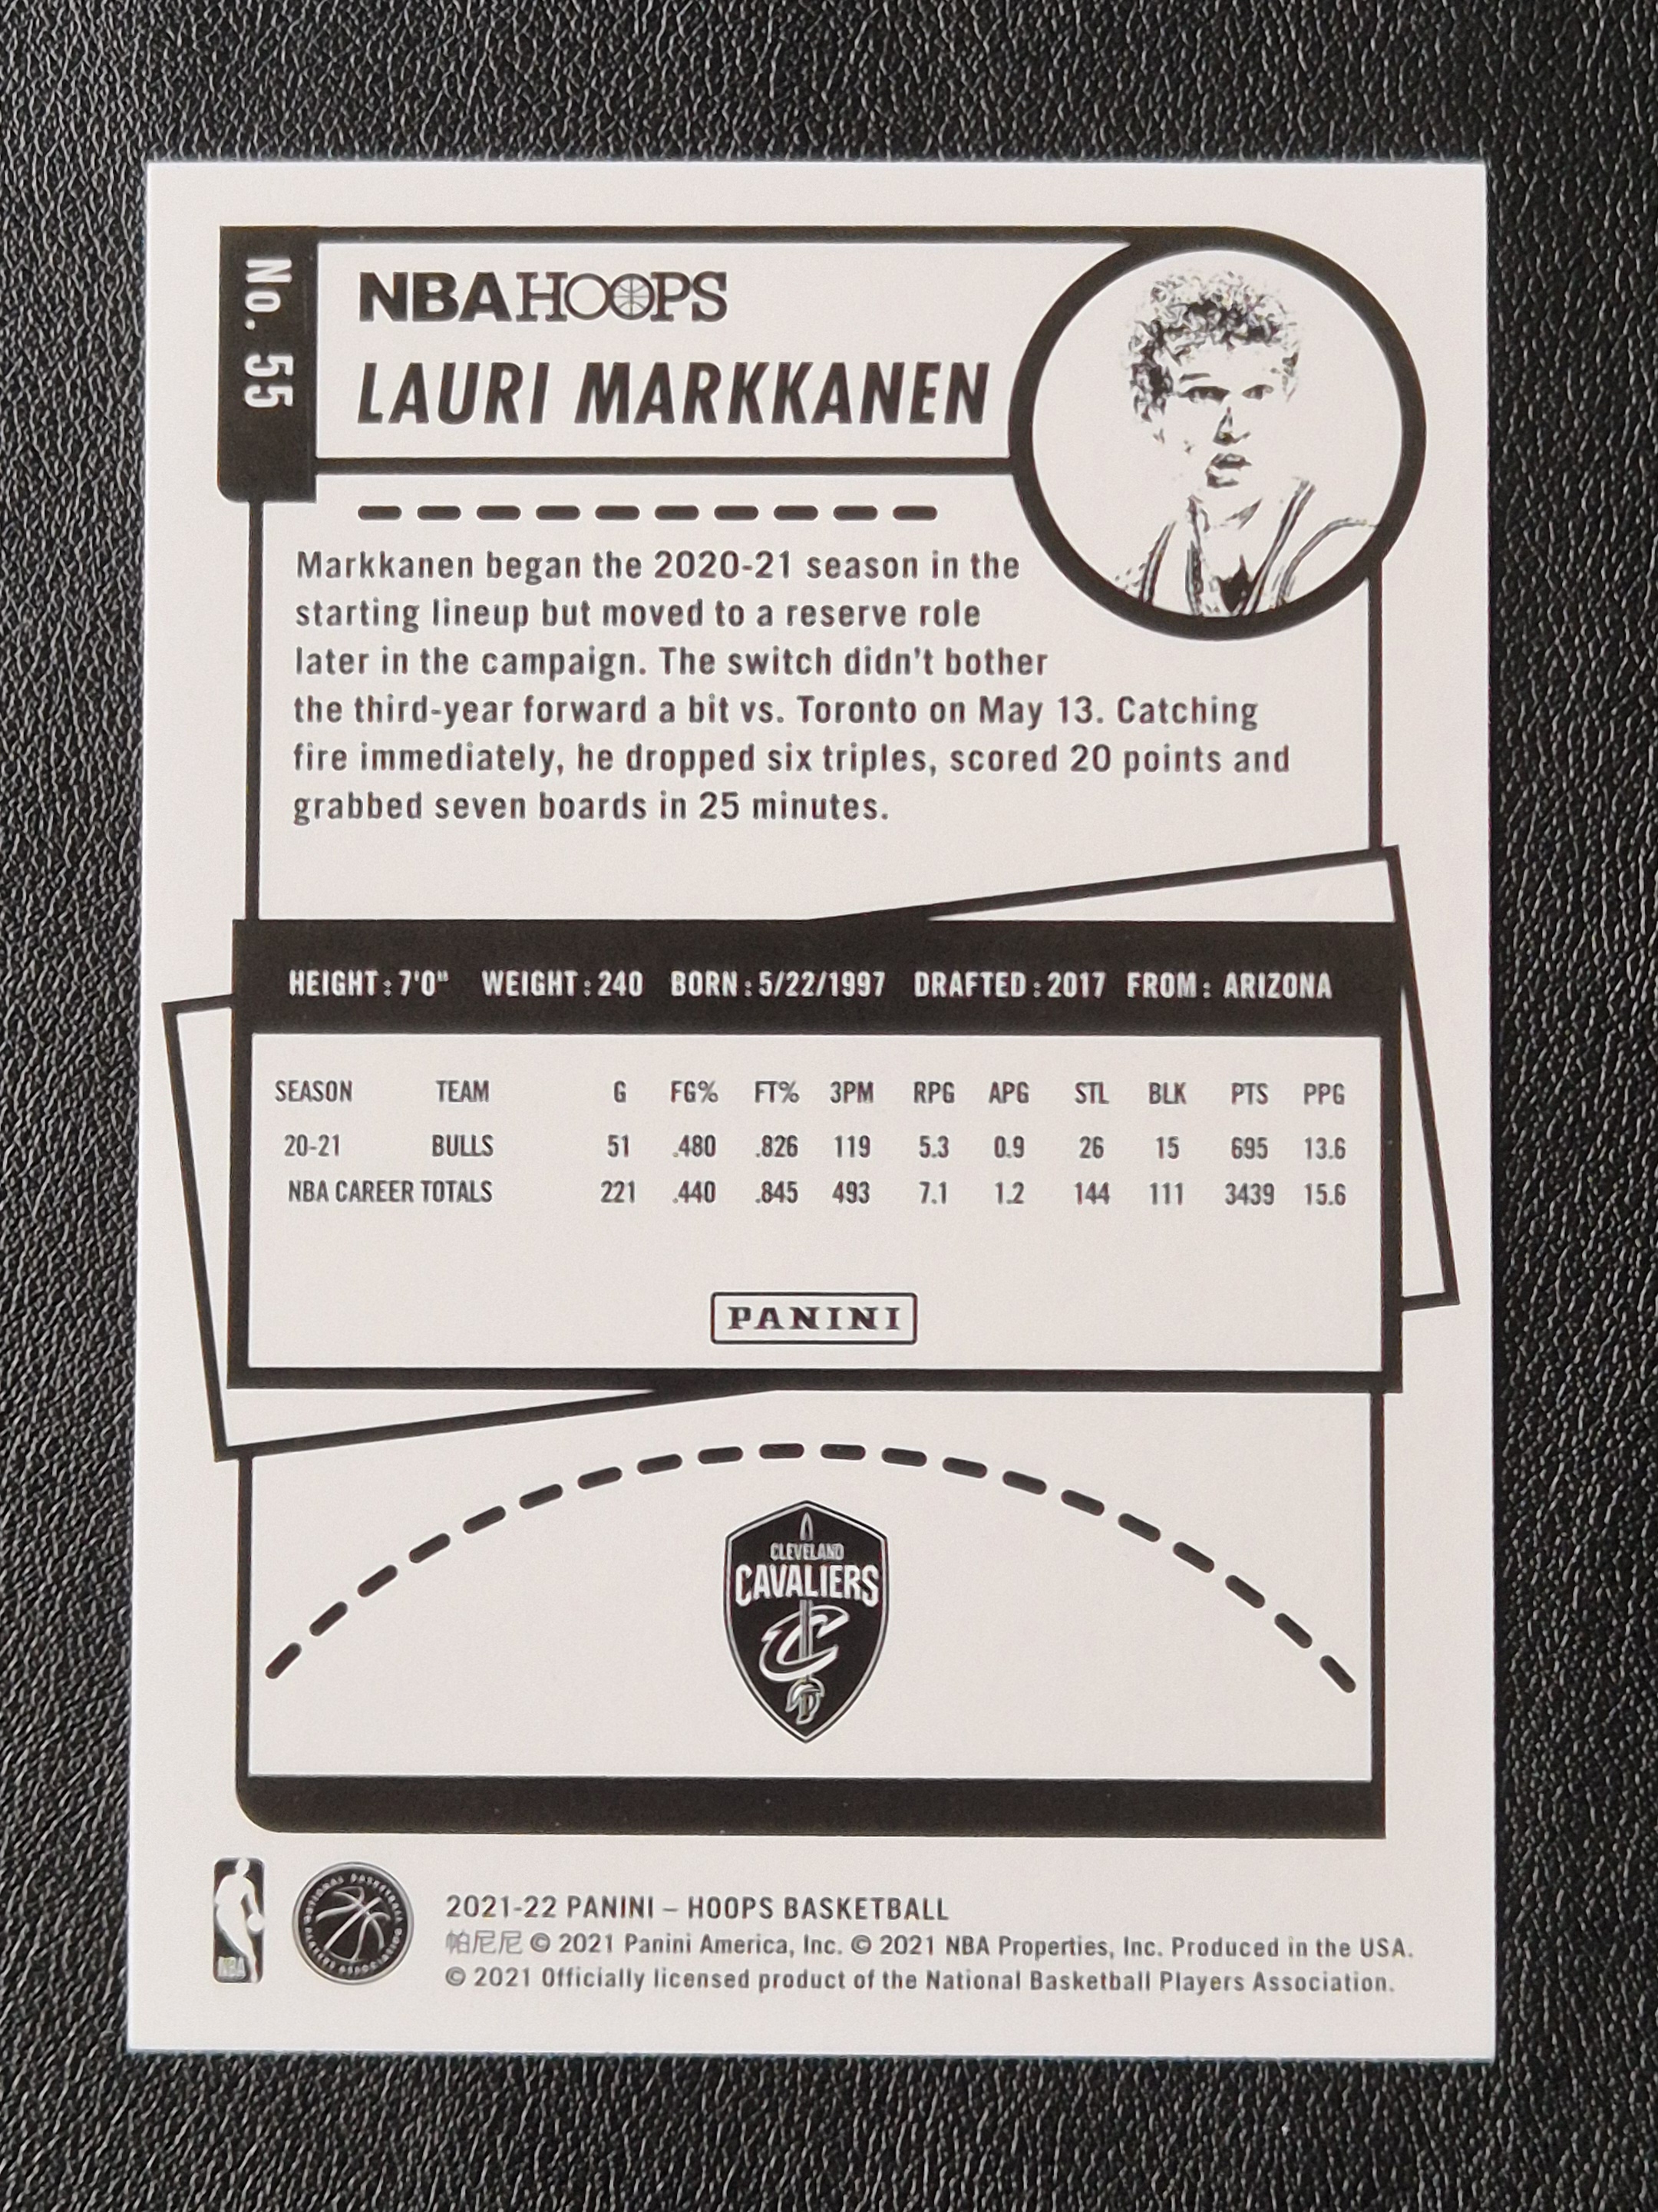 No. 55
NBA HOOPS
LAURI MARKKANEN
Markkanen began the 2020-21 season in the
starting lineup but moved to a reserve role
later in the campaign. The switch didn't bother
the third-year forward a bit vs. Toronto on May 13. Catching
fire immediately, he dropped six triples, scored 20 points and
grabbed seven boards in 25 minutes.
HEIGHT: 7'0" WEIGHT: 240 BORN: 5/22/1997 DRAFTED: 2017 FROM: ARIZONA
SEASON TEAM G FG% FT% 3PM RPG APG STL BLK PTS PPG
20-21 BULLS 51 .480 .826 119 5.3 0.9 26 15 695 13.6
NBA CAREER TOTALS 221 .440 .845 493 7.1 1.2 144 111 3439 15.6
PANINI
CLEVELAND
CAVALIERS
C
NBA
NATIONAL BASKETBALL PLAYERS ASSOCIATION
2021-22 PANINI – HOOPS BASKETBALL
帕尼尼 © 2021 Panini America, Inc. © 2021 NBA Properties, Inc. Produced in the USA.
© 2021 Officially licensed product of the National Basketball Players Association.